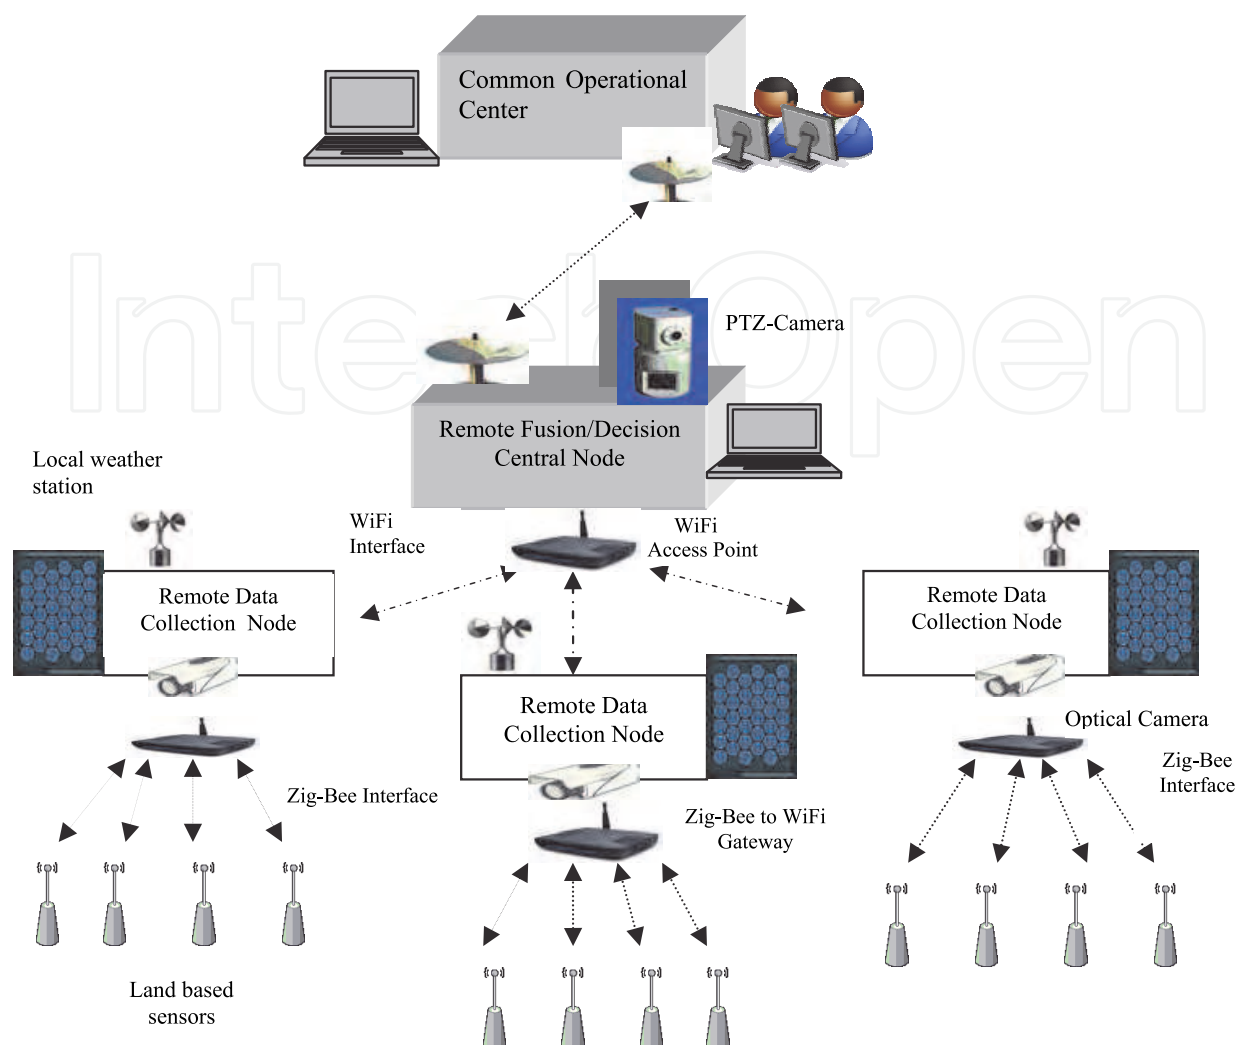 Common Operational
Center
PTZ-Camera
Remote Fusion/Decision
Central Node
Local weather
station
WiFi
Interface
WiFi
Access Point
Remote Data
Collection Node
Remote Data
Collection Node
Remote Data
Collection Node
Optical Camera
Zig-Bee
Interface
Zig-Bee Interface
Zig-Bee to WiFi
Gateway
Land based
sensors
IntechOpen